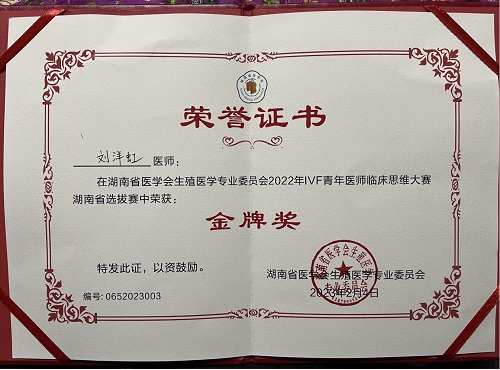 荣誉证书
刘洋虹 医师：
在湖南省医学会生殖医学专业委员会2022年IVF青年医师临床思维大赛
湖南省选拔赛中荣获：
金牌奖
特发此证，以资鼓励。
湖南省医学会生殖医学专业委员会
2023年2月4日
编号: 0652023003